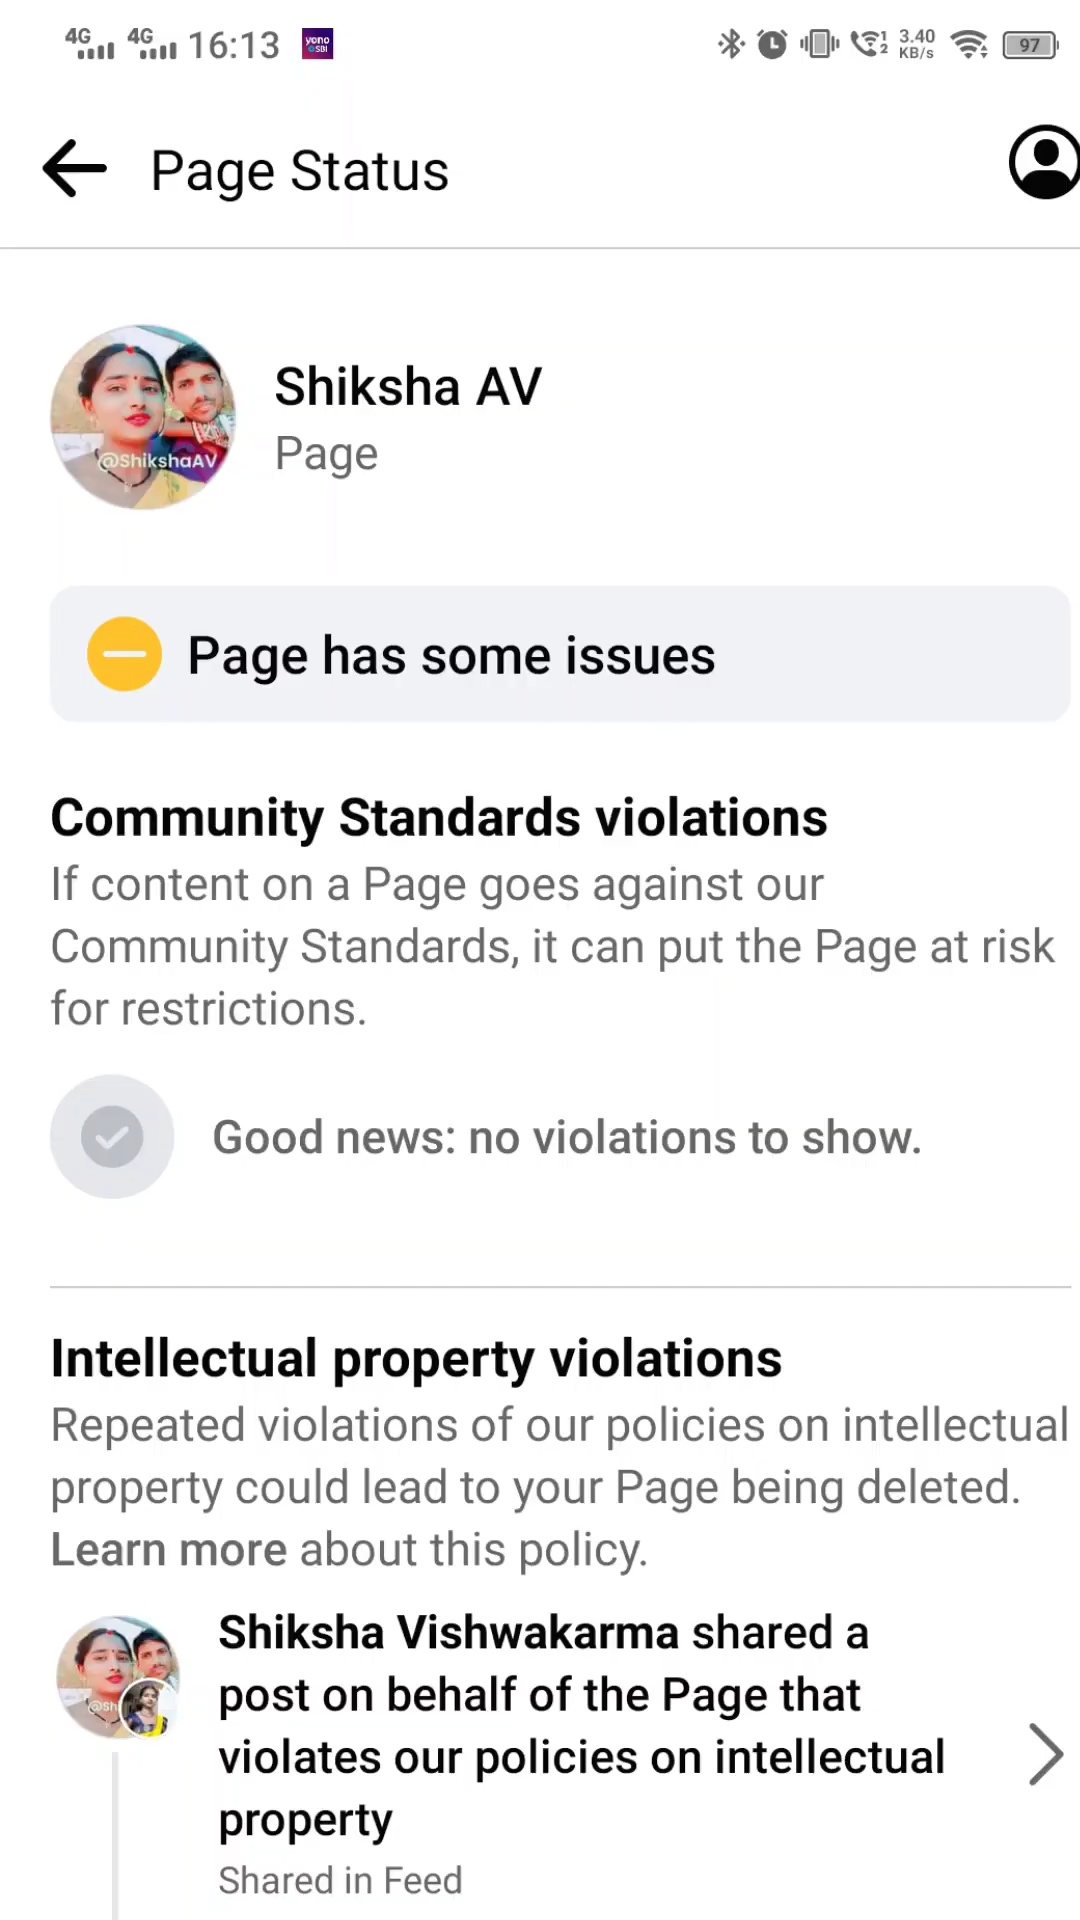 4G 4G 16:13 yono SBI 1 2 3.40 KB/s 97
Page Status
Shiksha AV
@ShikshaAV
Page
Page has some issues
Community Standards violations
If content on a Page goes against our
Community Standards, it can put the Page at risk
for restrictions.
Good news: no violations to show.
Intellectual property violations
Repeated violations of our policies on intellectual
property could lead to your Page being deleted.
Learn more about this policy.
Shiksha Vishwakarma shared a
post on behalf of the Page that
@Sh
violates our policies on intellectual
property
Shared in Feed